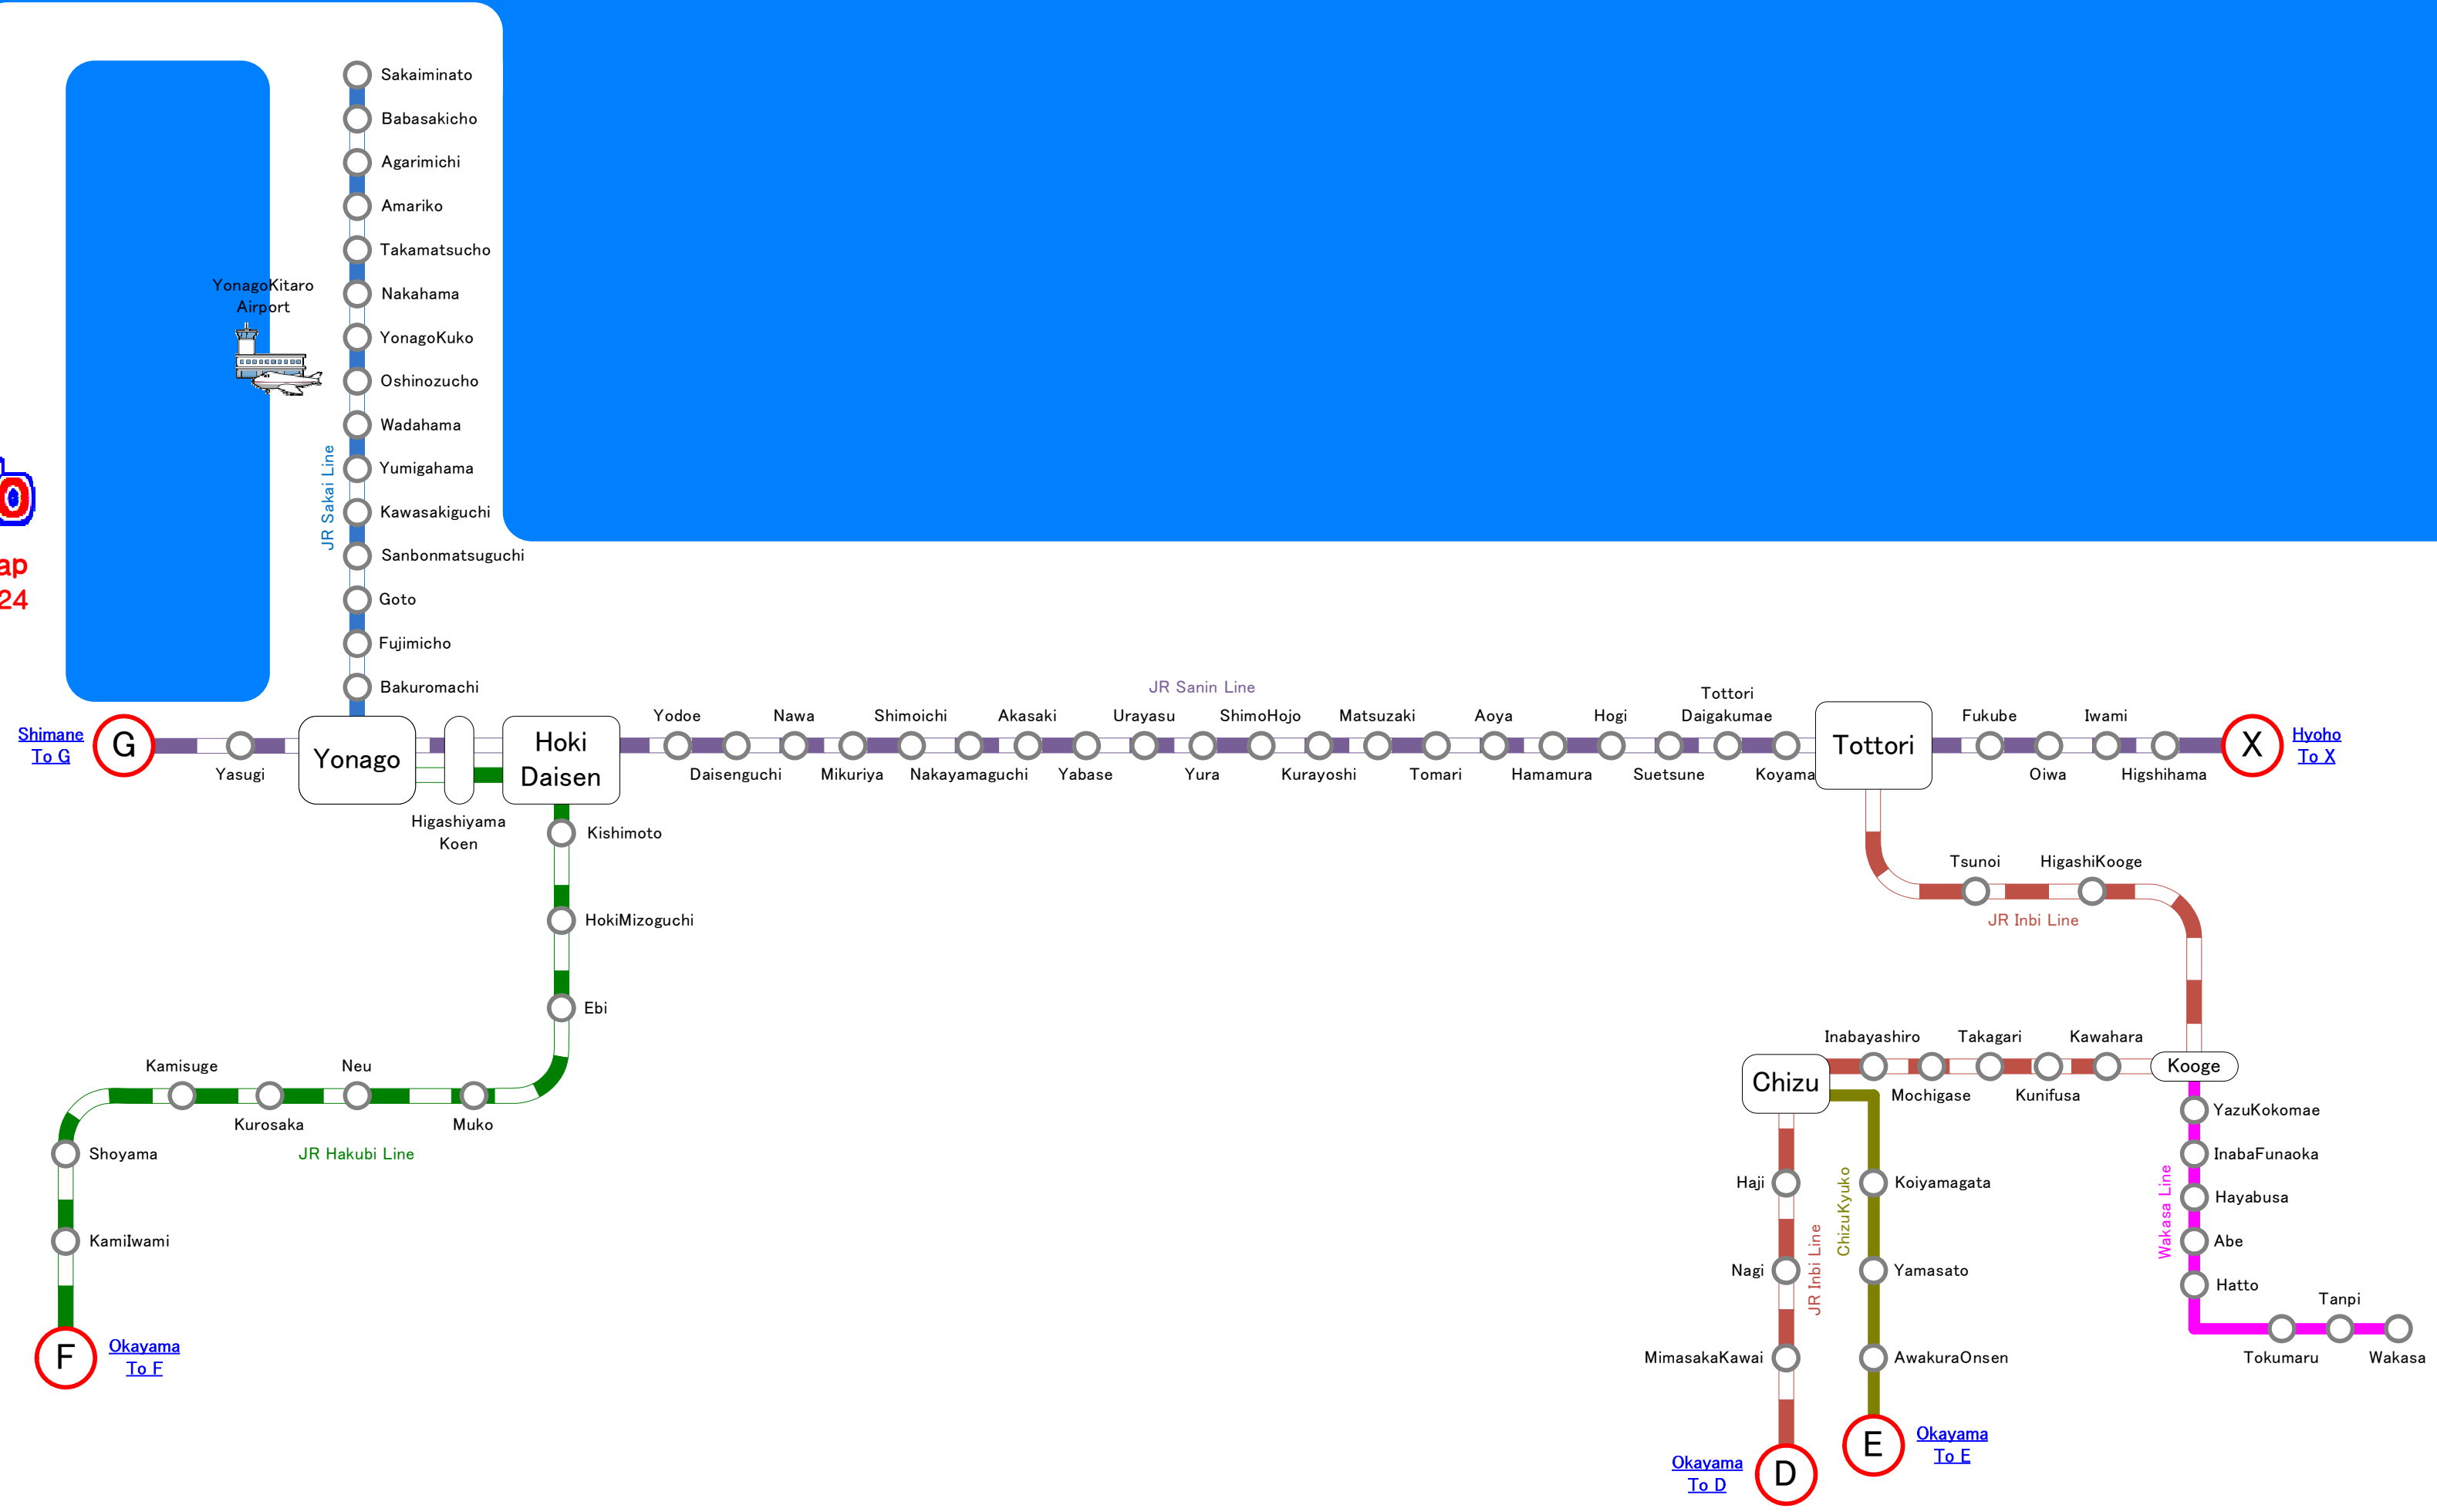 Sakaiminato
Babasakicho
Agarimichi
Amariko
Takamatsucho
YonagoKitaro
Airport
Nakahama
YonagoKuko
Oshinozucho
Wadahama
Yumigahama
JR Sakai Line
Kawasakiguchi
Sanbonmatsuguchi
ap
24
Goto
Fujimicho
Bakuromachi
JR Sanin Line
Shimane
To G
G
Yasugi
Yonago
Higashiyama
Koen
Hoki
Daisen
Yodoe
Daisenguchi
Nawa
Mikuriya
Shimoichi
Nakayamaguchi
Akasaki
Yabase
Urayasu
Yura
ShimoHojo
Kurayoshi
Matsuzaki
Tomari
Aoya
Hamamura
Hogi
Suetsune
Tottori
Daigakumae
Koyama
Tottori
Fukube
Oiwa
Iwami
Higshihama
X
Hyoho
To X
Kishimoto
HokiMizoguchi
Ebi
Tsunoi
HigashiKooge
JR Inbi Line
Kamisuge
Kurosaka
Neu
Muko
JR Hakubi Line
Shoyama
KamiIwami
F
Okayama
To F
Chizu
Inabayashiro
Mochigase
Takagari
Kunifusa
Kawahara
Kooge
YazuKokomae
InabaFunaoka
Hayabusa
Abe
Hatto
Wakasa Line
Tokumaru
Tanpi
Wakasa
Haji
Nagi
MimasakaKawai
JR Inbi Line
ChizuKyuko
Koiyamagata
Yamasato
AwakuraOnsen
E
Okayama
To E
D
Okayama
To D